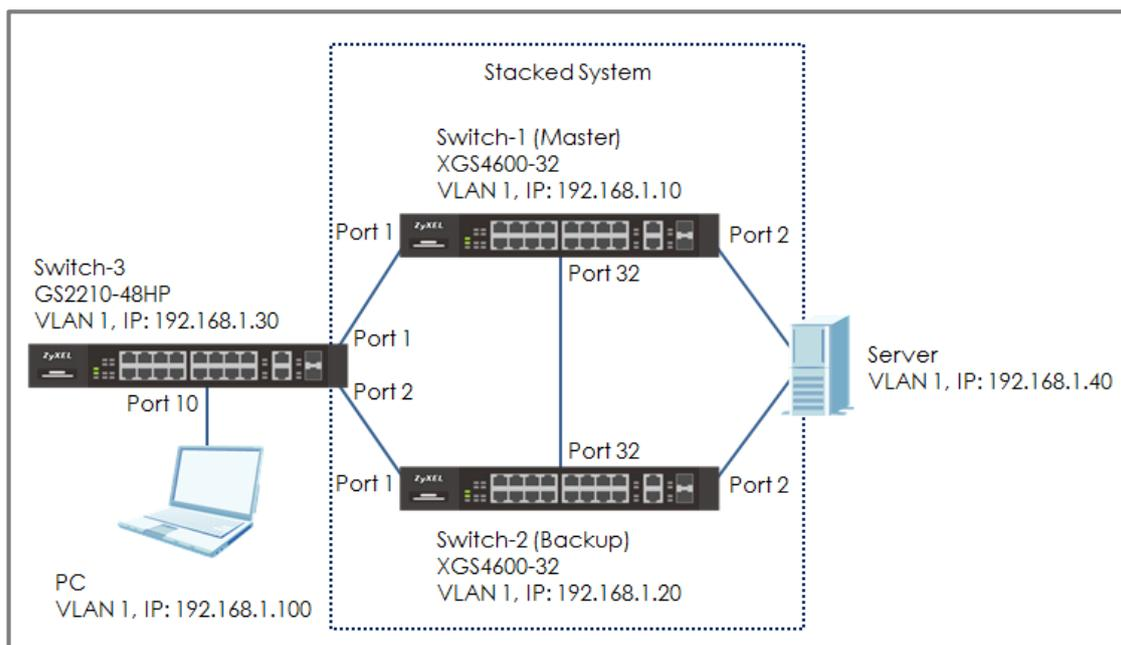 Stacked System
Switch-1 (Master)
XGS4600-32
VLAN 1, IP: 192.168.1.10
ZyXEL
Port 1
Port 2
Port 32
Switch-3
GS2210-48HP
VLAN 1, IP: 192.168.1.30
ZyXEL
Port 1
Port 2
Port 10
Server
VLAN 1, IP: 192.168.1.40
Port 32
ZyXEL
Port 1
Port 2
Switch-2 (Backup)
XGS4600-32
VLAN 1, IP: 192.168.1.20
PC
VLAN 1, IP: 192.168.1.100